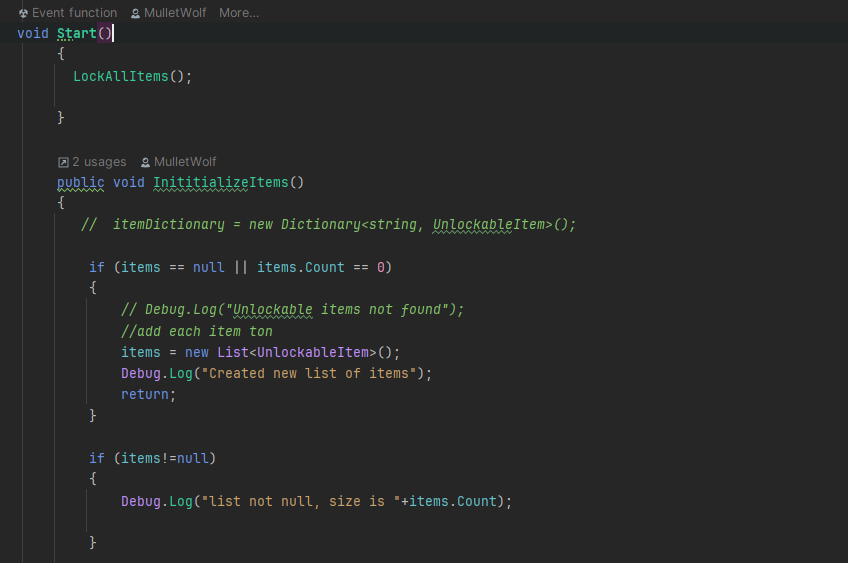 Event function MulletWolf More...
void Start()
{
LockAllItems();
}
2 usages MulletWolf
public void InititializeItems()
{
// itemDictionary = new Dictionary<string, UnlockableItem>();
if (items == null || items.Count == 0)
{
// Debug.Log("Unlockable items not found");
//add each item ton
items = new List<UnlockableItem>();
Debug.Log("Created new list of items");
return;
}
if (items!=null)
{
Debug.Log("list not null, size is "+items.Count);
}